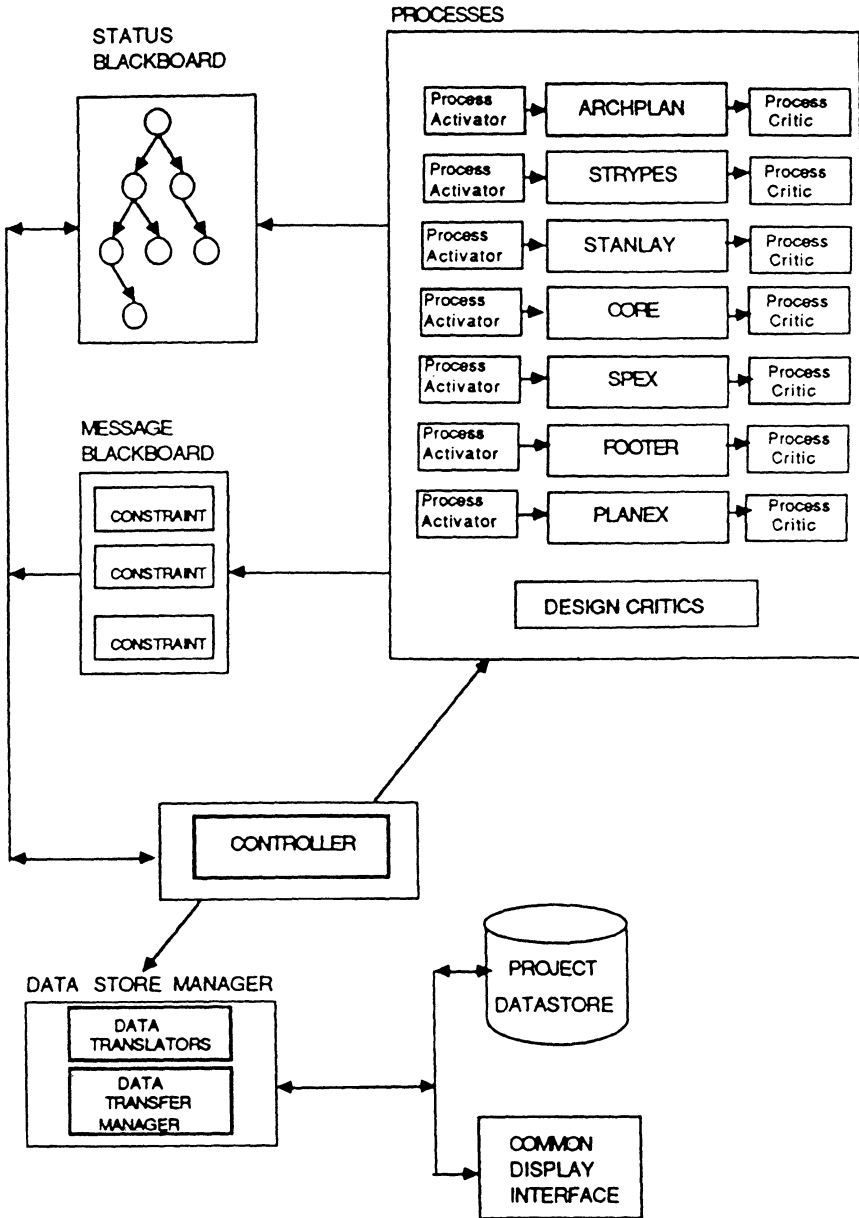 STATUS
BLACKBOARD
PROCESSES
Process
Activator
ARCHPLAN
Process
Critic
Process
Activator
STRYPES
Process
Critic
Process
Activator
STANLAY
Process
Critic
Process
Activator
CORE
Process
Critic
Process
Activator
SPEX
Process
Critic
Process
Activator
FOOTER
Process
Critic
Process
Activator
PLANEX
Process
Critic
DESIGN CRITICS
MESSAGE
BLACKBOARD
CONSTRAINT
CONSTRAINT
CONSTRAINT
CONTROLLER
DATA STORE MANAGER
DATA
TRANSLATORS
DATA
TRANSFER
MANAGER
PROJECT
DATASTORE
COMMON
DISPLAY
INTERFACE